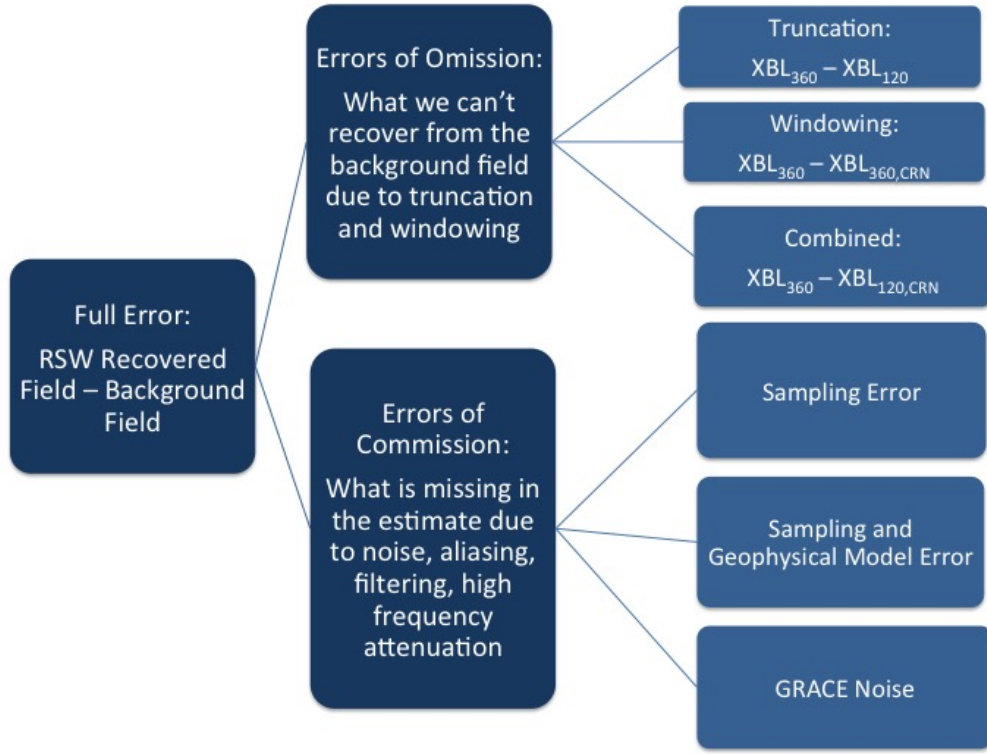 Full Error:
RSW Recovered
Field – Background
Field
Errors of Omission:
What we can't
recover from the
background field
due to truncation
and windowing
Errors of
Commission:
What is missing in
the estimate due
to noise, aliasing,
filtering, high
frequency
attenuation
Truncation:
XBL₃₆₀ – XBL₁₂₀
Windowing:
XBL₃₆₀ – XBL₃₆₀,CRN
Combined:
XBL₃₆₀ – XBL₁₂₀,CRN
Sampling Error
Sampling and
Geophysical Model Error
GRACE Noise